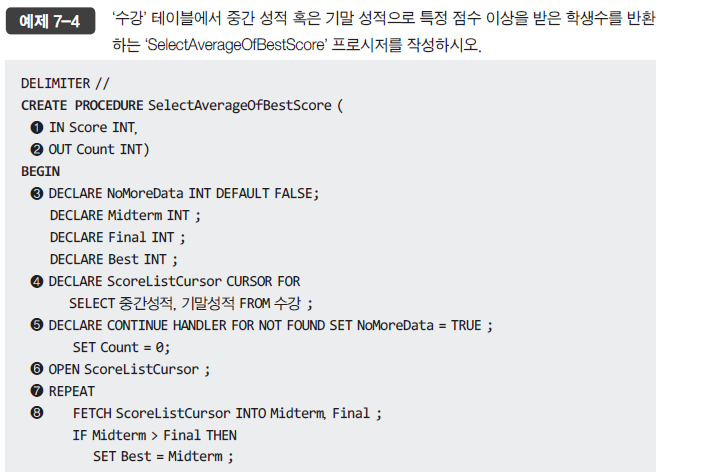 예제 7-4 '수강' 테이블에서 중간 성적 혹은 기말 성적으로 특정 점수 이상을 받은 학생수를 반환
하는 'SelectAverageOfBestScore' 프로시저를 작성하시오.
DELIMITER //
CREATE PROCEDURE SelectAverageOfBestScore (
❶ IN Score INT,
❷ OUT Count INT)
BEGIN
❸ DECLARE NoMoreData INT DEFAULT FALSE;
DECLARE Midterm INT ;
DECLARE Final INT ;
DECLARE Best INT ;
❹ DECLARE ScoreListCursor CURSOR FOR
SELECT 중간성적, 기말성적 FROM 수강 ;
❺ DECLARE CONTINUE HANDLER FOR NOT FOUND SET NoMoreData = TRUE ;
SET Count = 0;
❻ OPEN ScoreListCursor ;
❼ REPEAT
❽ FETCH ScoreListCursor INTO Midterm, Final ;
IF Midterm > Final THEN
SET Best = Midterm ;